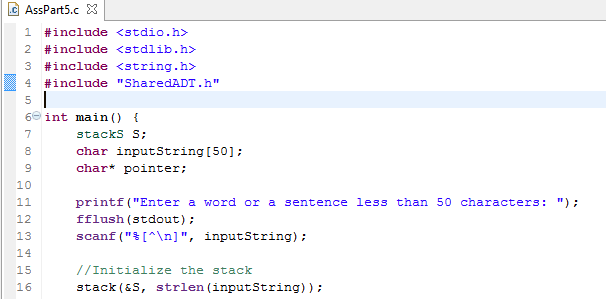 AssPart5.c
1 #include <stdio.h>
2 #include <stdlib.h>
3 #include <string.h>
4 #include "SharedADT.h"
5
6 int main() {
7     stackS S;
8     char inputString[50];
9     char* pointer;
10
11     printf("Enter a word or a sentence less than 50 characters: ");
12     fflush(stdout);
13     scanf("%[^\n]", inputString);
14
15     //Initialize the stack
16     stack(&S, strlen(inputString));